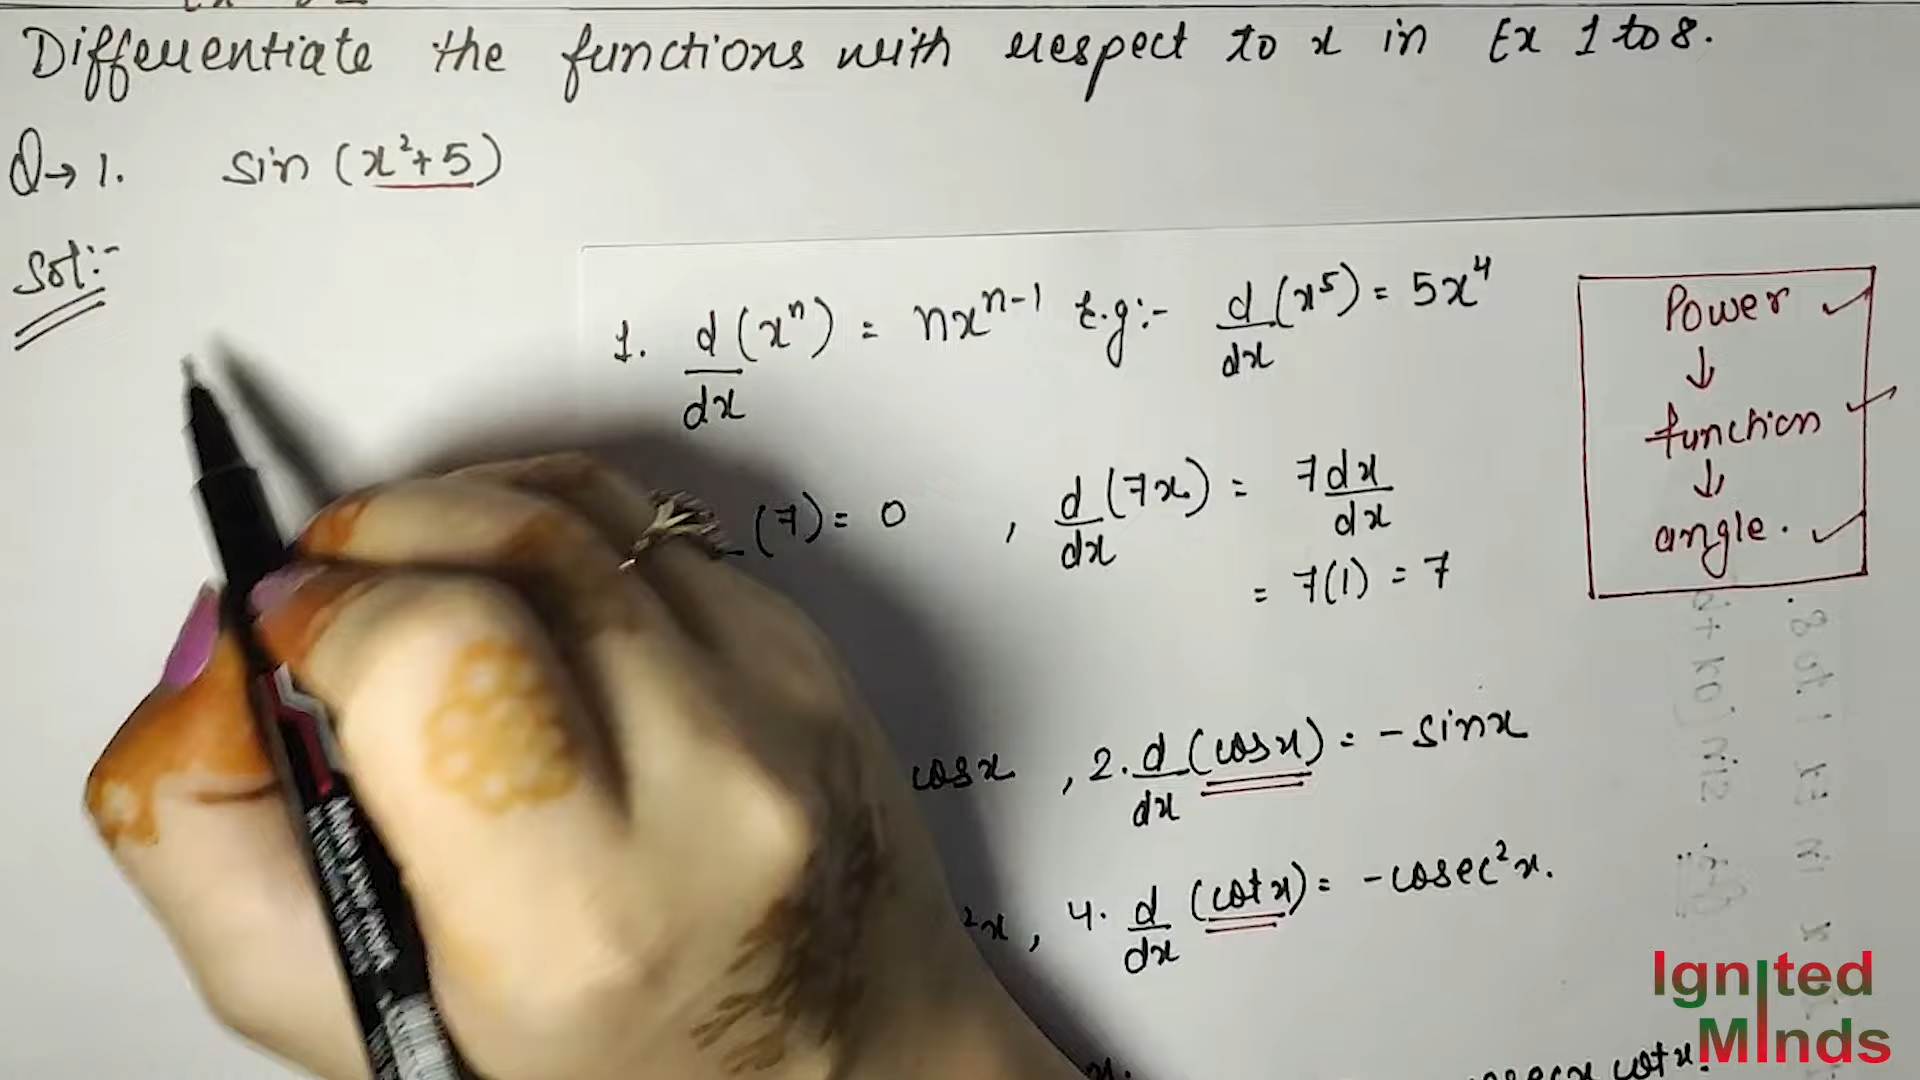 Differentiate the functions with respect to x in Ex 1 to 8.
Q→ 1. sin (x²+5)
Sol:-
1. d/dx (xⁿ) = nxⁿ⁻¹ E.g:- d/dx (x⁵) = 5x⁴
(7) = 0 , d/dx (7x) = 7 dx/dx
= 7(1) = 7
cosx , 2. d/dx (cosx) = -sinx
²x , 4. d/dx (cotx) = -cosec²x.
cotx.
Power
↓
function
↓
angle.
Ignited
Minds